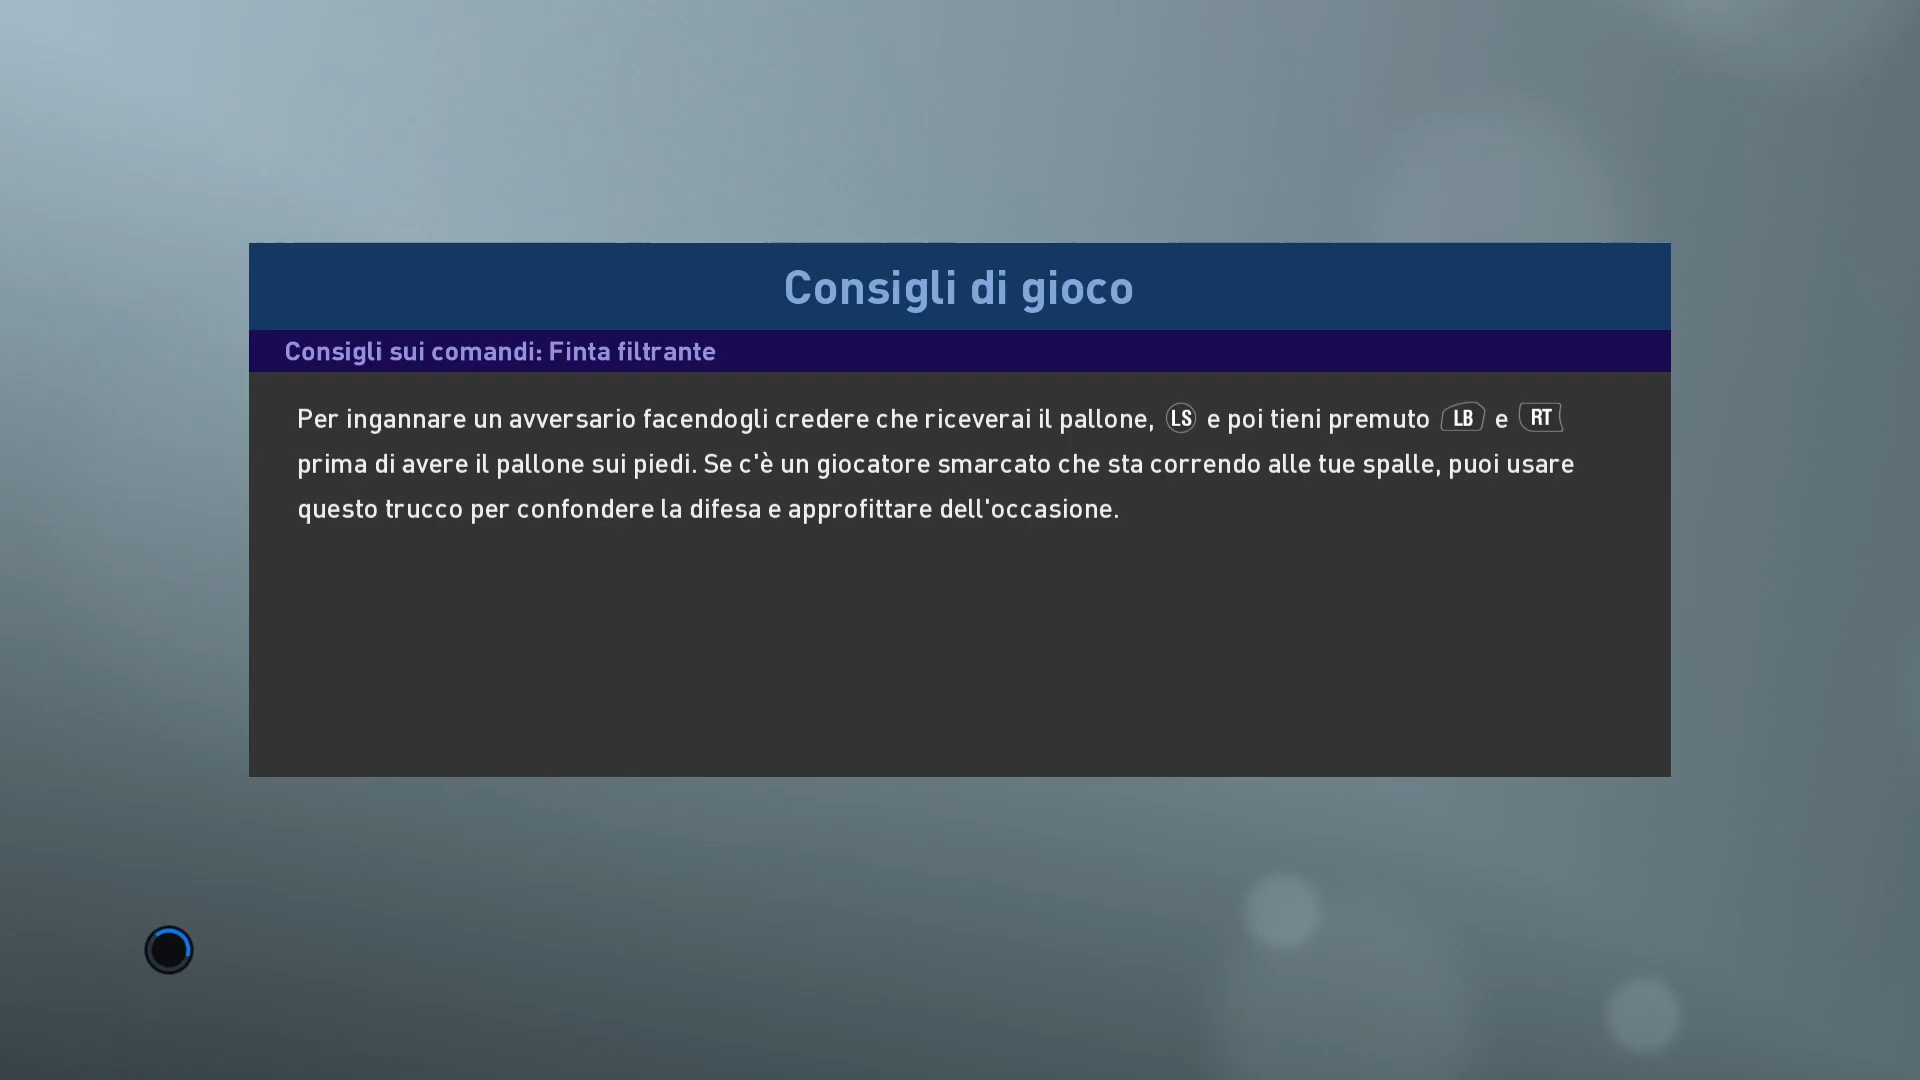 Consigli di gioco
Consigli sui comandi: Finta filtrante
Per ingannare un avversario facendogli credere che riceverai il pallone, LS e poi tieni premuto LB e RT
prima di avere il pallone sui piedi. Se c'è un giocatore smarcato che sta correndo alle tue spalle, puoi usare
questo trucco per confondere la difesa e approfittare dell'occasione.